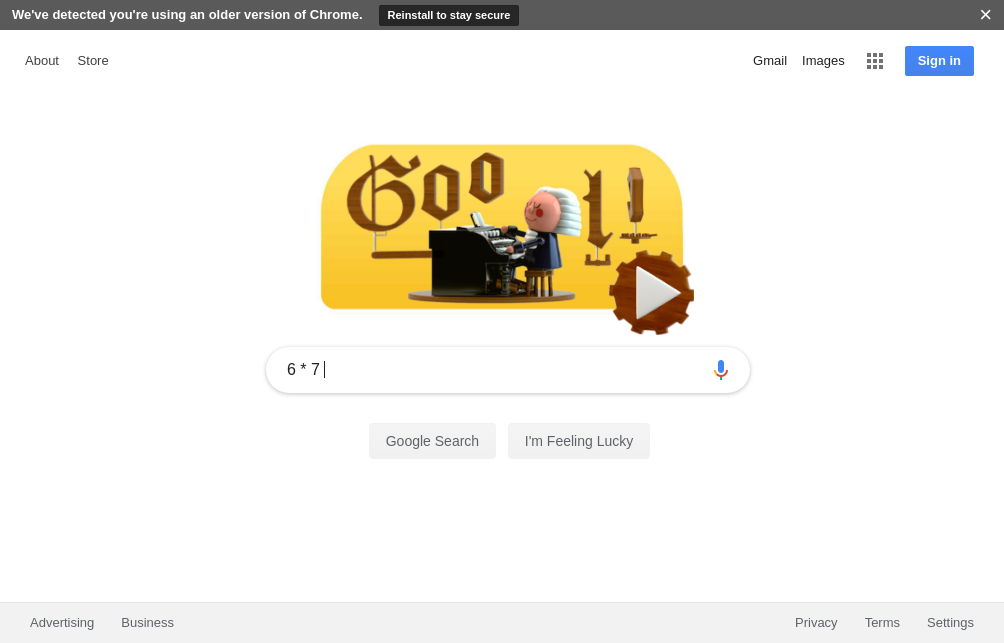 We've detected you're using an older version of Chrome. Reinstall to stay secure ×
About Store Gmail Images Sign in
Goo l!
6 * 7
Google Search I'm Feeling Lucky
Advertising Business Privacy Terms Settings